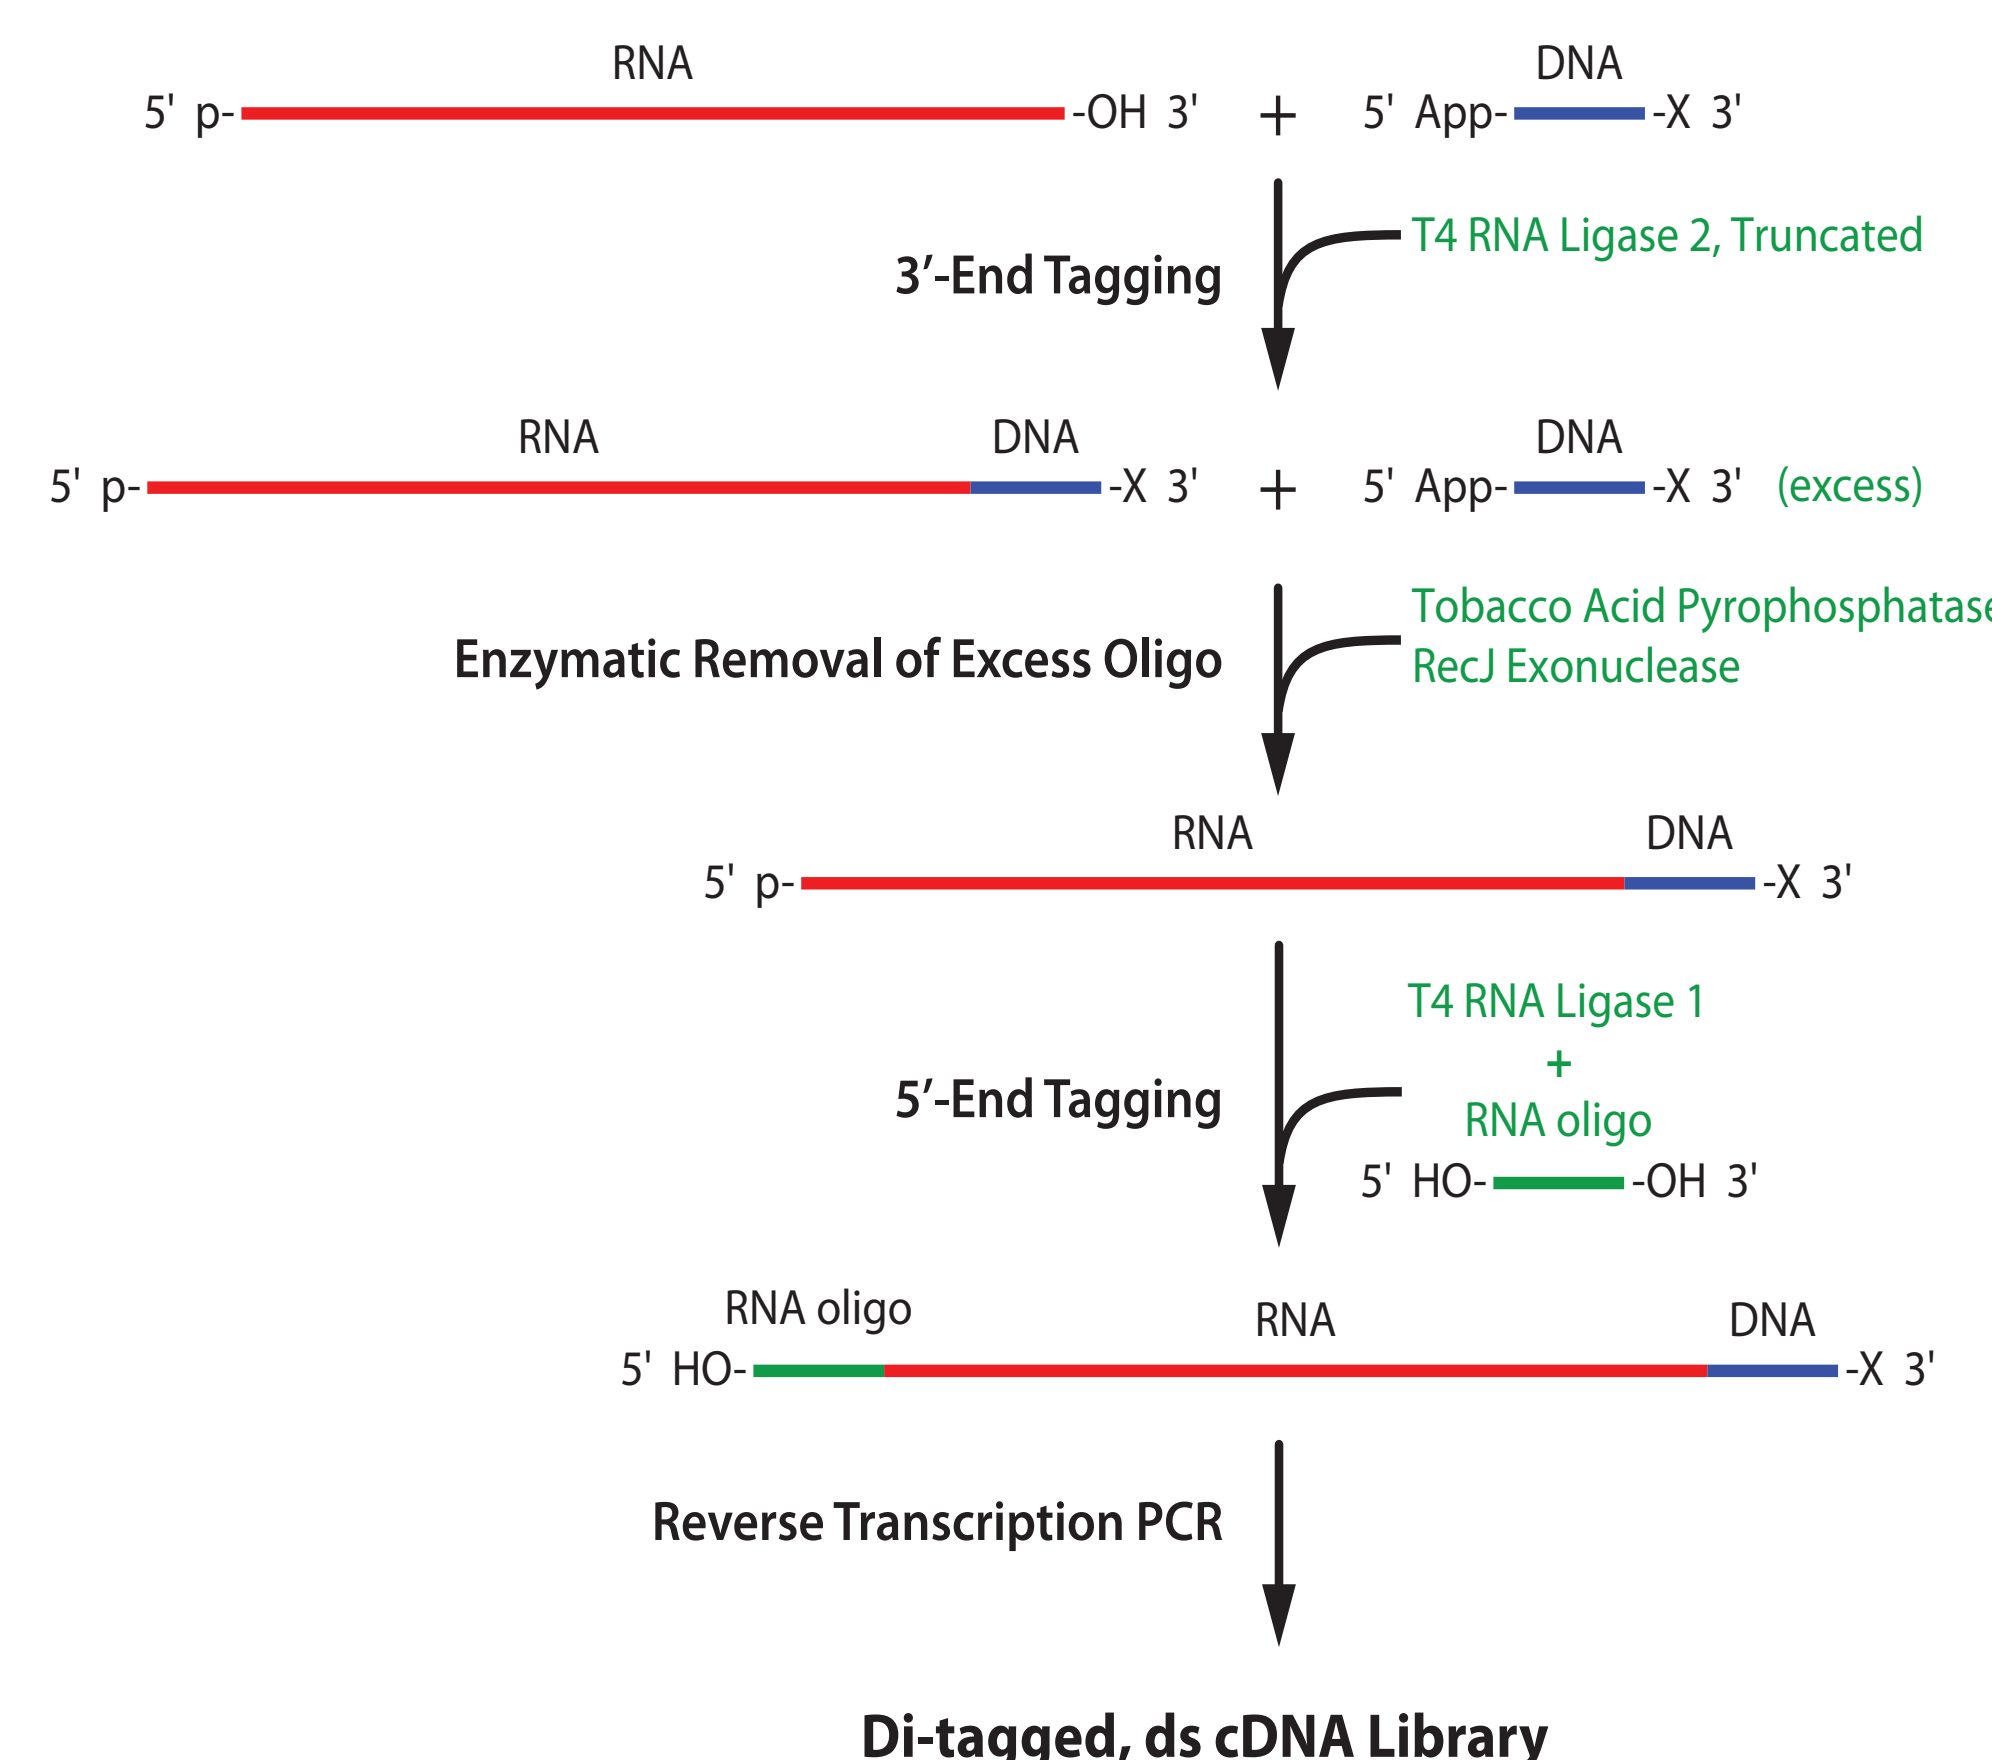 RNA DNA
5' p- -OH 3' + 5' App- -X 3'
T4 RNA Ligase 2, Truncated
3′-End Tagging
RNA DNA DNA
5' p- -X 3' + 5' App- -X 3' (excess)
Tobacco Acid Pyrophosphatase
Enzymatic Removal of Excess Oligo
RecJ Exonuclease
RNA DNA
5' p- -X 3'
T4 RNA Ligase 1
+
5′-End Tagging
RNA oligo
5' HO- -OH 3'
RNA oligo RNA DNA
5' HO- -X 3'
Reverse Transcription PCR
Di-tagged, ds cDNA Library